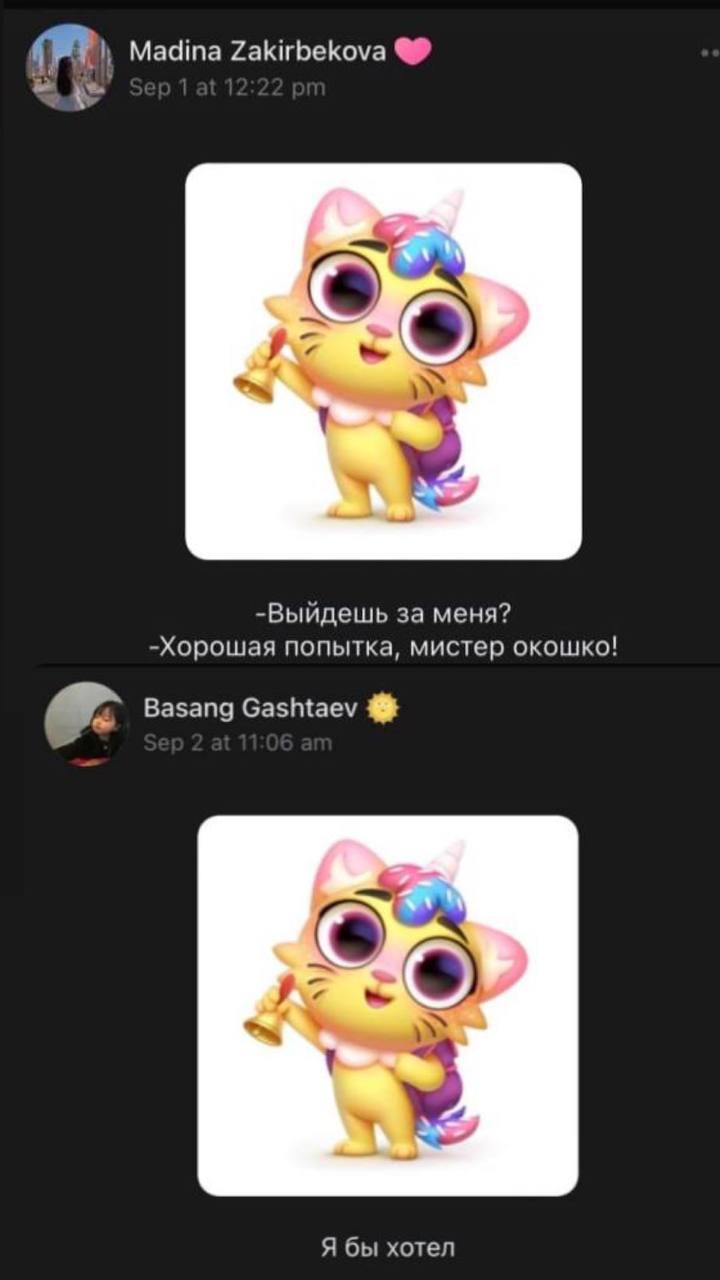 Madina Zakirbekova 💗
Sep 1 at 12:22 pm
-Выйдешь за меня?
-Хорошая попытка, мистер окошко!
Basang Gashtaev 🌞
Sep 2 at 11:06 am
Я бы хотел